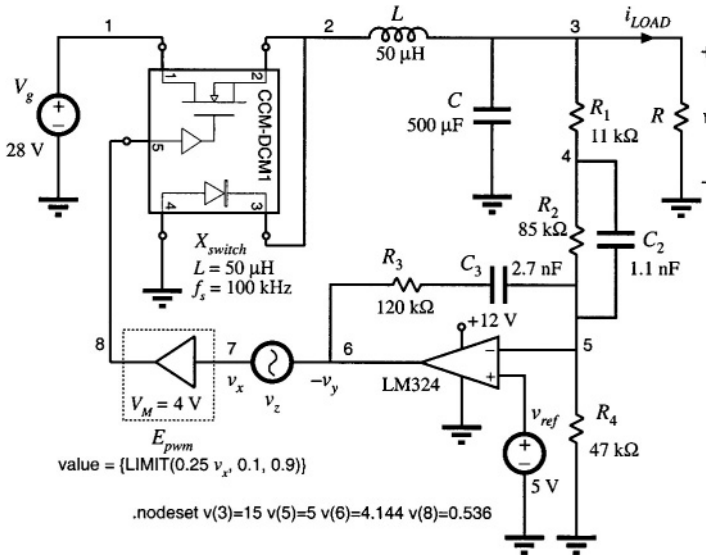 1
2
3
i_LOAD
L
50 µH
V_g
28 V
1
2
CCM-DCM1
5
4
3
C
500 µF
R_1
11 kΩ
R
+
–
4
R_2
85 kΩ
C_2
1.1 nF
X_switch
L = 50 µH
f_s = 100 kHz
R_3
120 kΩ
C_3
2.7 nF
+12 V
8
7
6
5
v_x
v_z
–v_y
LM324
–
+
V_M = 4 V
E_pwm
value = {LIMIT(0.25 v_x, 0.1, 0.9)}
v_ref
+
–
5 V
R_4
47 kΩ
.nodeset v(3)=15 v(5)=5 v(6)=4.144 v(8)=0.536